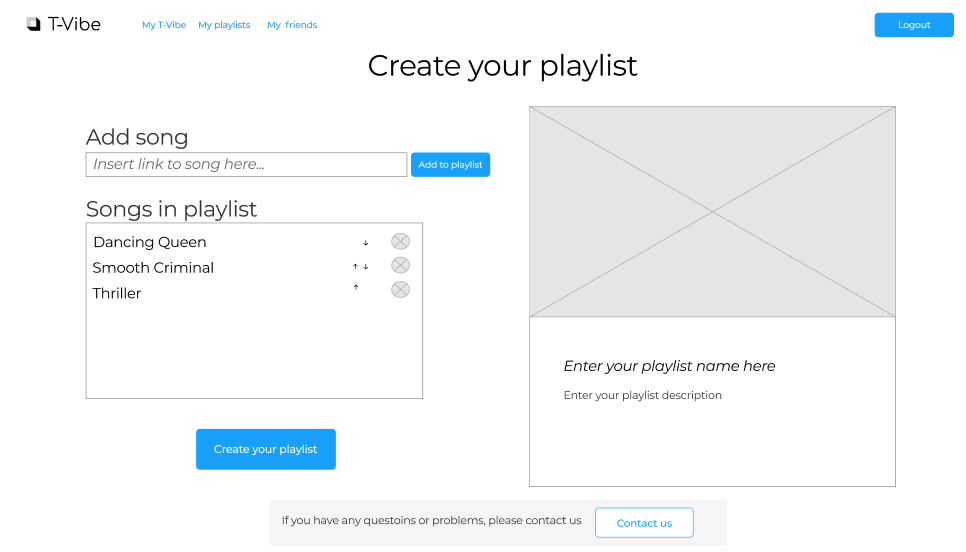 T-Vibe
My T-Vibe
My playlists
My friends
Logout
Create your playlist
Add song
Insert link to song here...
Add to playlist
Songs in playlist
Dancing Queen
↓
Smooth Criminal
↑ ↓
Thriller
↑
Create your playlist
Enter your playlist name here
Enter your playlist description
If you have any questoins or problems, please contact us
Contact us